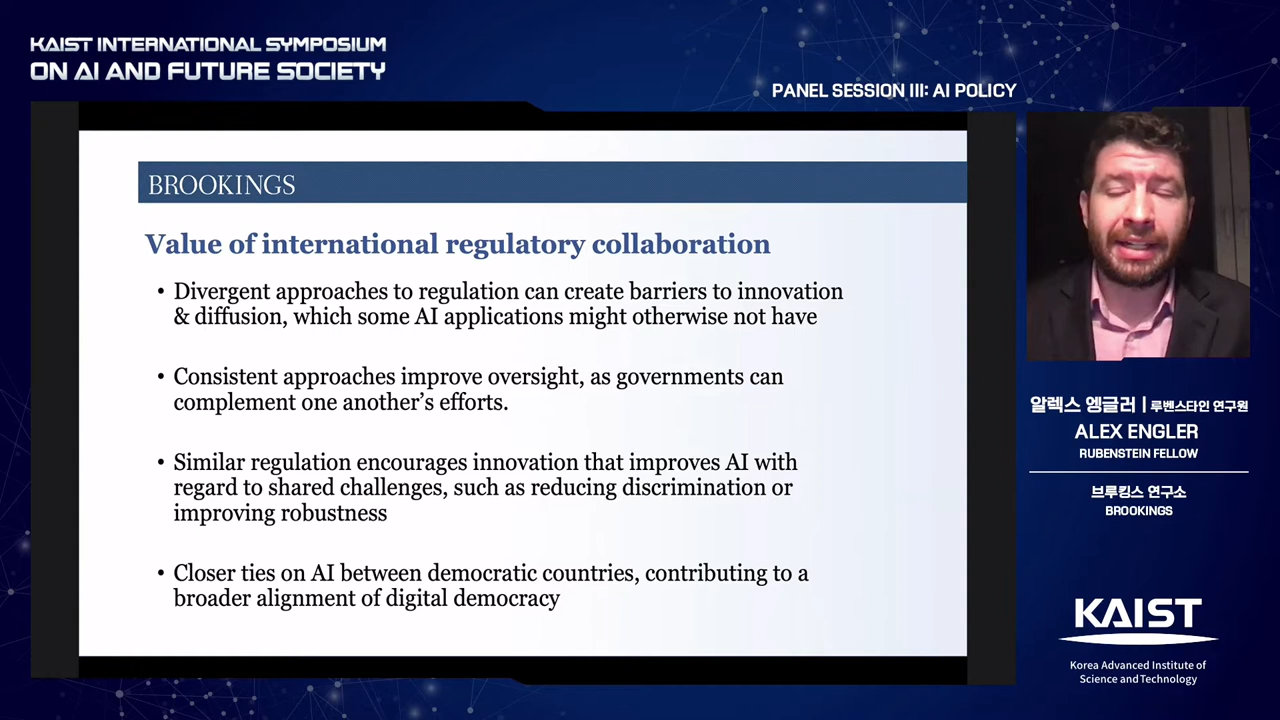 KAIST INTERNATIONAL SYMPOSIUM
ON AI AND FUTURE SOCIETY
PANEL SESSION III: AI POLICY
BROOKINGS
Value of international regulatory collaboration
• Divergent approaches to regulation can create barriers to innovation
& diffusion, which some AI applications might otherwise not have
• Consistent approaches improve oversight, as governments can
complement one another’s efforts.
• Similar regulation encourages innovation that improves AI with
regard to shared challenges, such as reducing discrimination or
improving robustness
• Closer ties on AI between democratic countries, contributing to a
broader alignment of digital democracy
알렉스 엥글러 | 루벤스타인 연구원
ALEX ENGLER
RUBENSTEIN FELLOW
브루킹스 연구소
BROOKINGS
KAIST
Korea Advanced Institute of
Science and Technology